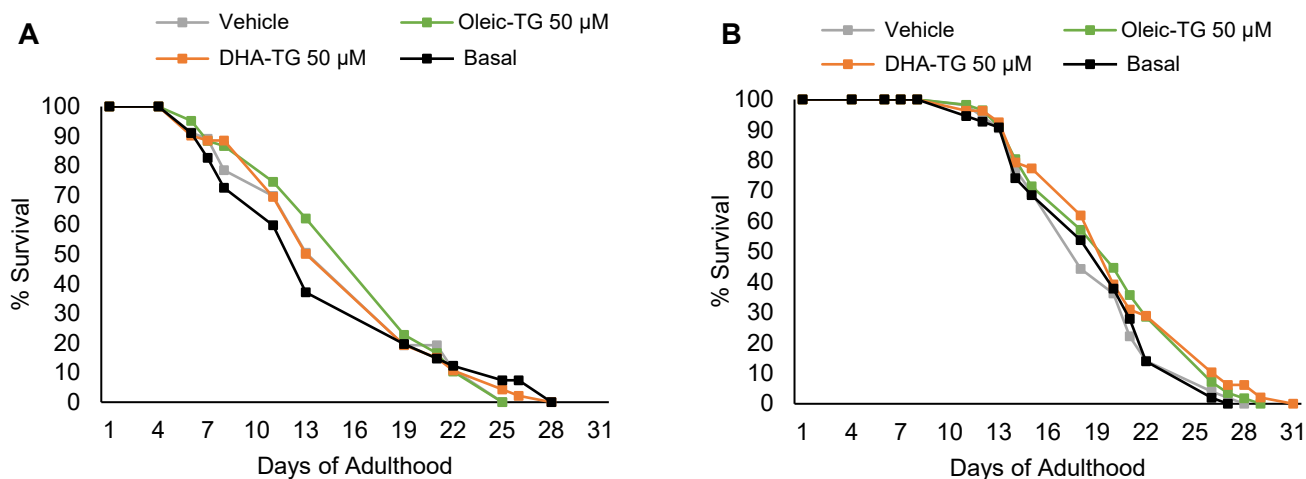 A
Vehicle
Oleic-TG 50 µM
DHA-TG 50 µM
Basal
% Survival
100
90
80
70
60
50
40
30
20
10
0
1 4 7 10 13 16 19 22 25 28 31
Days of Adulthood
B
Vehicle
Oleic-TG 50 µM
DHA-TG 50 µM
Basal
% Survival
100
90
80
70
60
50
40
30
20
10
0
1 4 7 10 13 16 19 22 25 28 31
Days of Adulthood